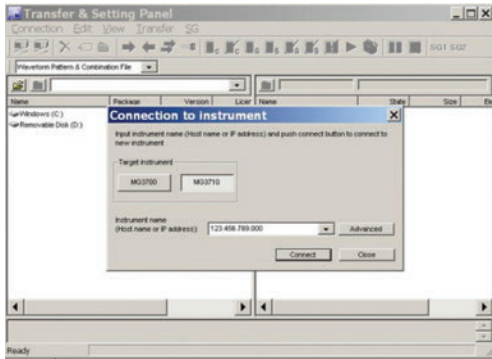 Transfer & Setting Panel
Connection Edit View Transfer SG
SG1 SG2
Waveform Pattern & Combination File
Name Package Version Licer Name State Size
Windows (C:)
Removable Disk (D:)
Connection to instrument
Input instrument name (Host name or IP address) and push connect button to connect to
new instrument
Target instrument
MG3700 MG3710
Instrument name
(Host name or IP address): 123.456.789.000 Advanced
Connect Close
Ready